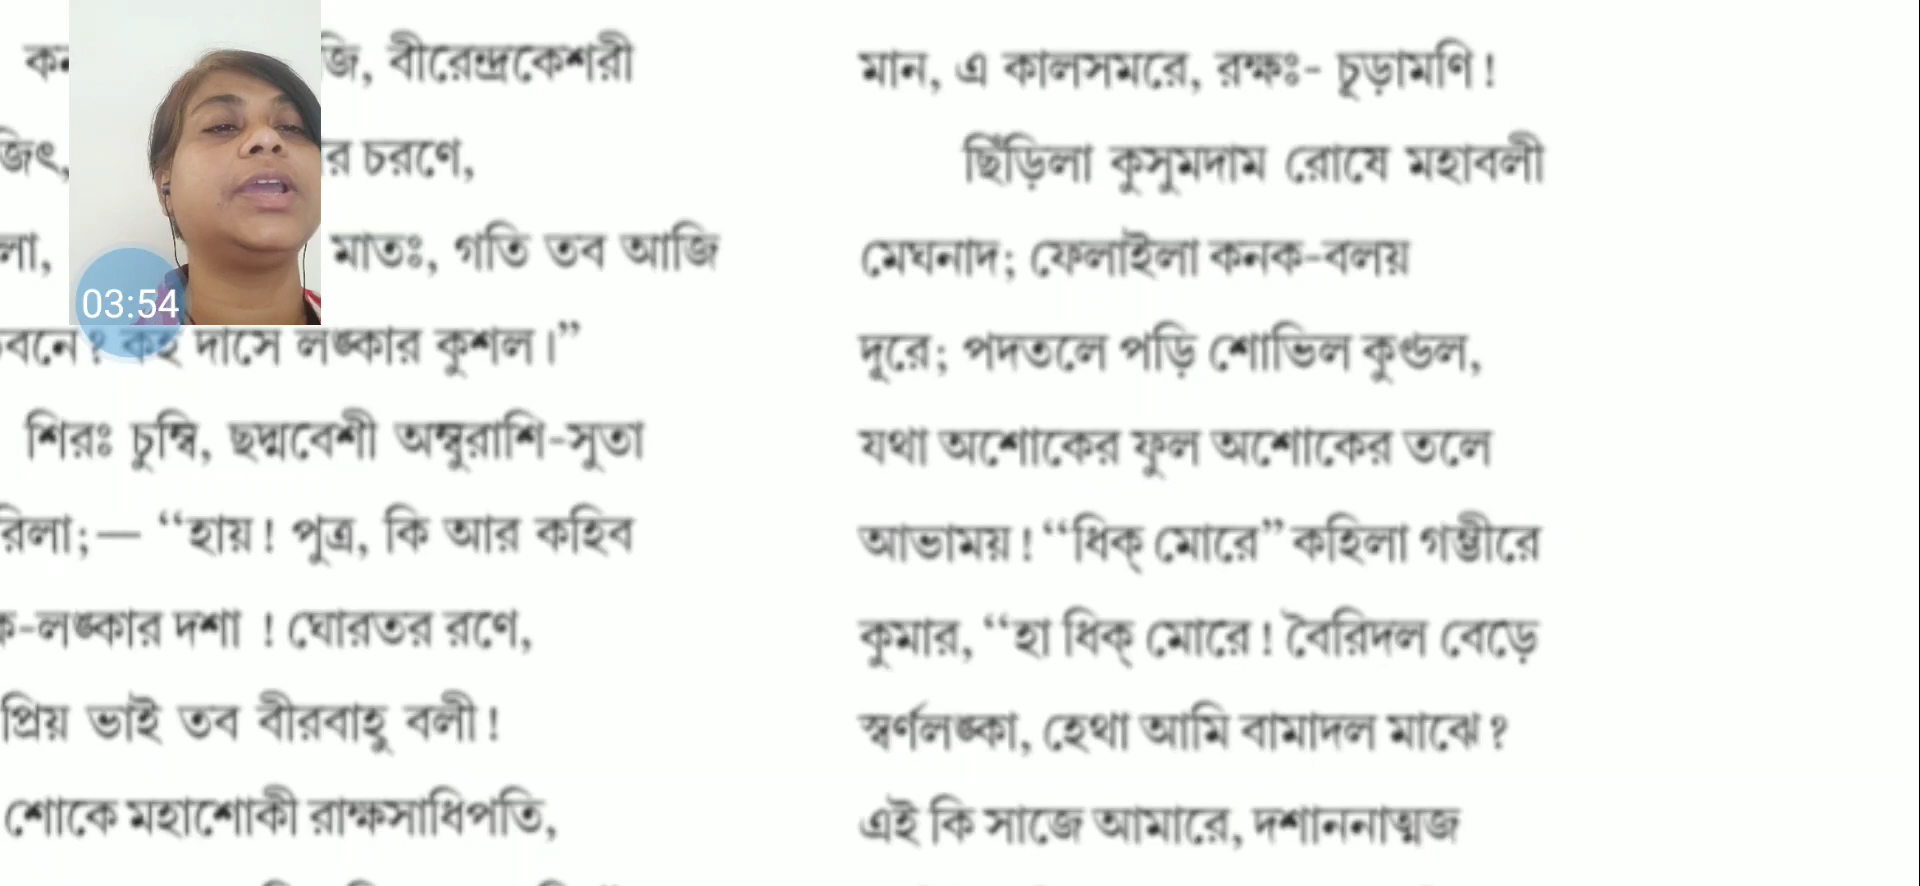 জি, বীরেন্দ্রকেশরী
র চরণে,
মাতঃ, গতি তব আজি
03:54
কহ দাসে লঙ্কার কুশল।”
শিরঃ চুম্বি, ছদ্মবেশী অম্বুরাশি-সুতা
রিলা;— “হায়! পুত্র, কি আর কহিব
ক-লঙ্কার দশা ! ঘোরতর রণে,
প্রিয় ভাই তব বীরবাহু বলী!
শোকে মহাশোকী রাক্ষসাধিপতি,
মান, এ কালসমরে, রক্ষঃ- চূড়ামণি!
ছিঁড়িলা কুসুমদাম রোষে মহাবলী
মেঘনাদ; ফেলাইলা কনক-বলয়
দূরে; পদতলে পড়ি শোভিল কুণ্ডল,
যথা অশোকের ফুল অশোকের তলে
আভাময়! “ধিক্ মোরে” কহিলা গম্ভীরে
কুমার, “হা ধিক্ মোরে! বৈরিদল বেড়ে
স্বর্ণলঙ্কা, হেথা আমি বামাদল মাঝে?
এই কি সাজে আমারে, দশাননাত্মজ